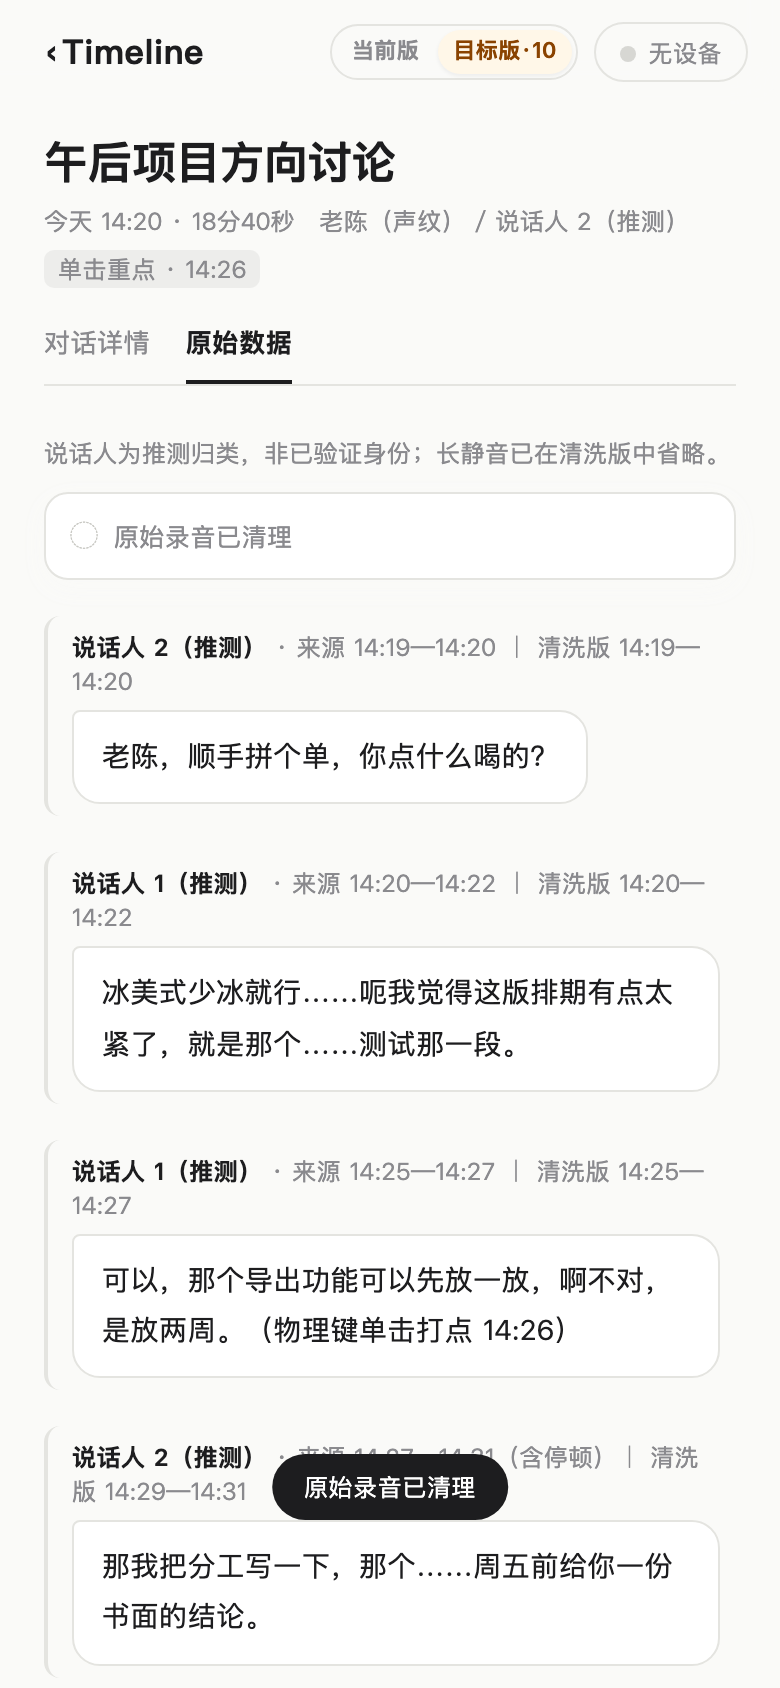 ‹ Timeline
当前版 目标版·10 无设备
午后项目方向讨论
今天 14:20 · 18分40秒 老陈（声纹） / 说话人 2（推测）
单击重点 · 14:26
对话详情 原始数据
说话人为推测归类，非已验证身份；长静音已在清洗版中省略。
原始录音已清理
说话人 2（推测） · 来源 14:19—14:20 ｜ 清洗版 14:19—
14:20
老陈，顺手拼个单，你点什么喝的？
说话人 1（推测） · 来源 14:20—14:22 ｜ 清洗版 14:20—
14:22
冰美式少冰就行……呃我觉得这版排期有点太
紧了，就是那个……测试那一段。
说话人 1（推测） · 来源 14:25—14:27 ｜ 清洗版 14:25—
14:27
可以，那个导出功能可以先放一放，啊不对，
是放两周。（物理键单击打点 14:26）
说话人 2（推测） · 来源 14:27—14:31（含停顿） ｜ 清洗
版 14:29—14:31
原始录音已清理
那我把分工写一下，那个……周五前给你一份
书面的结论。